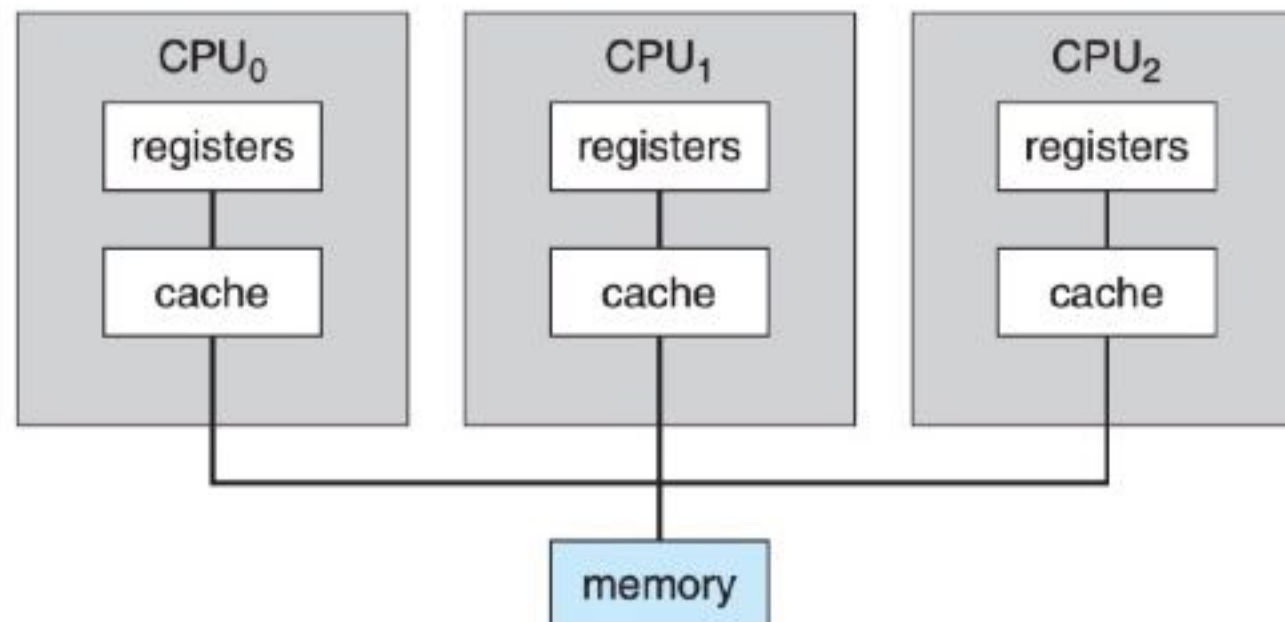 CPU₀
registers
cache
CPU₁
registers
cache
CPU₂
registers
cache
memory